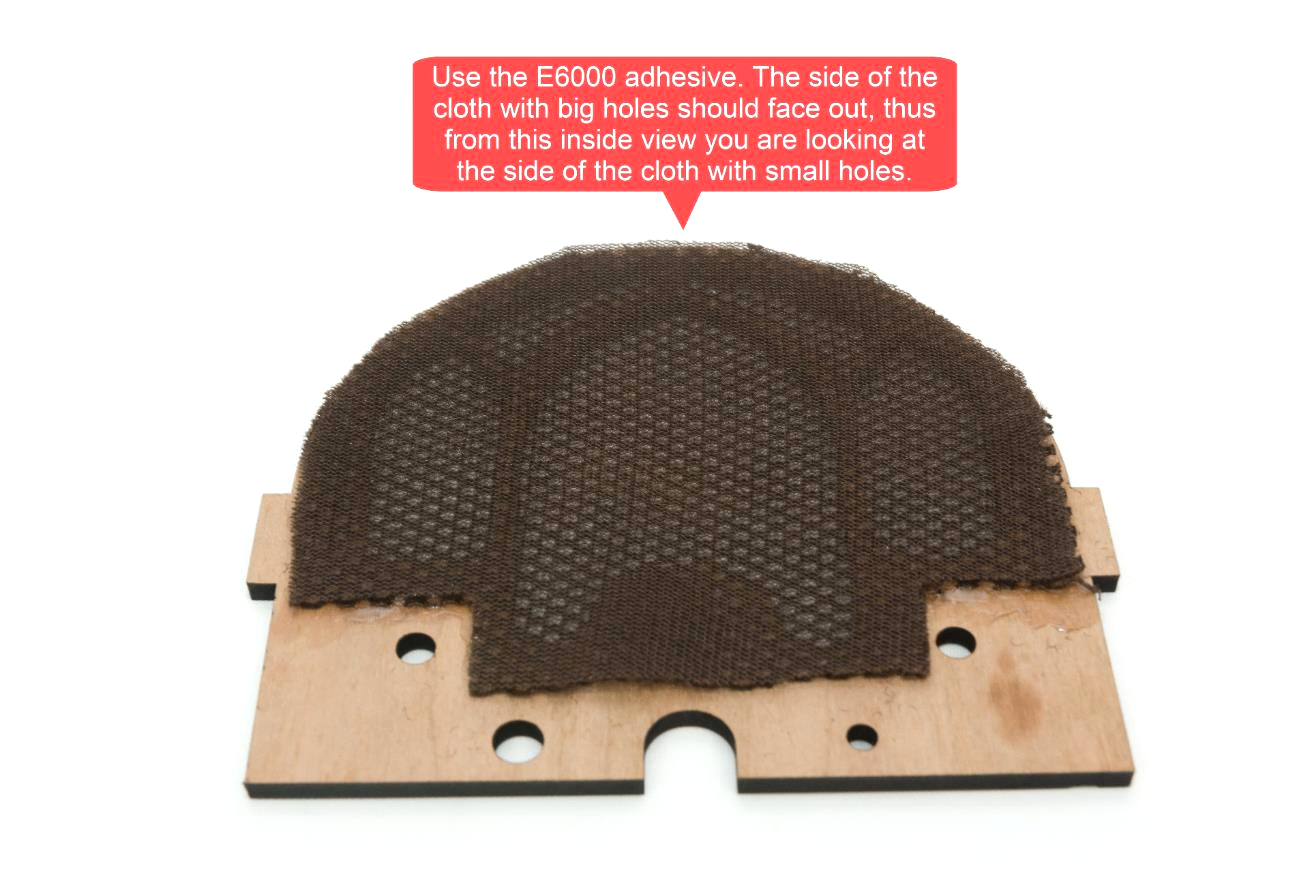 Use the E6000 adhesive. The side of the
cloth with big holes should face out, thus
from this inside view you are looking at
the side of the cloth with small holes.